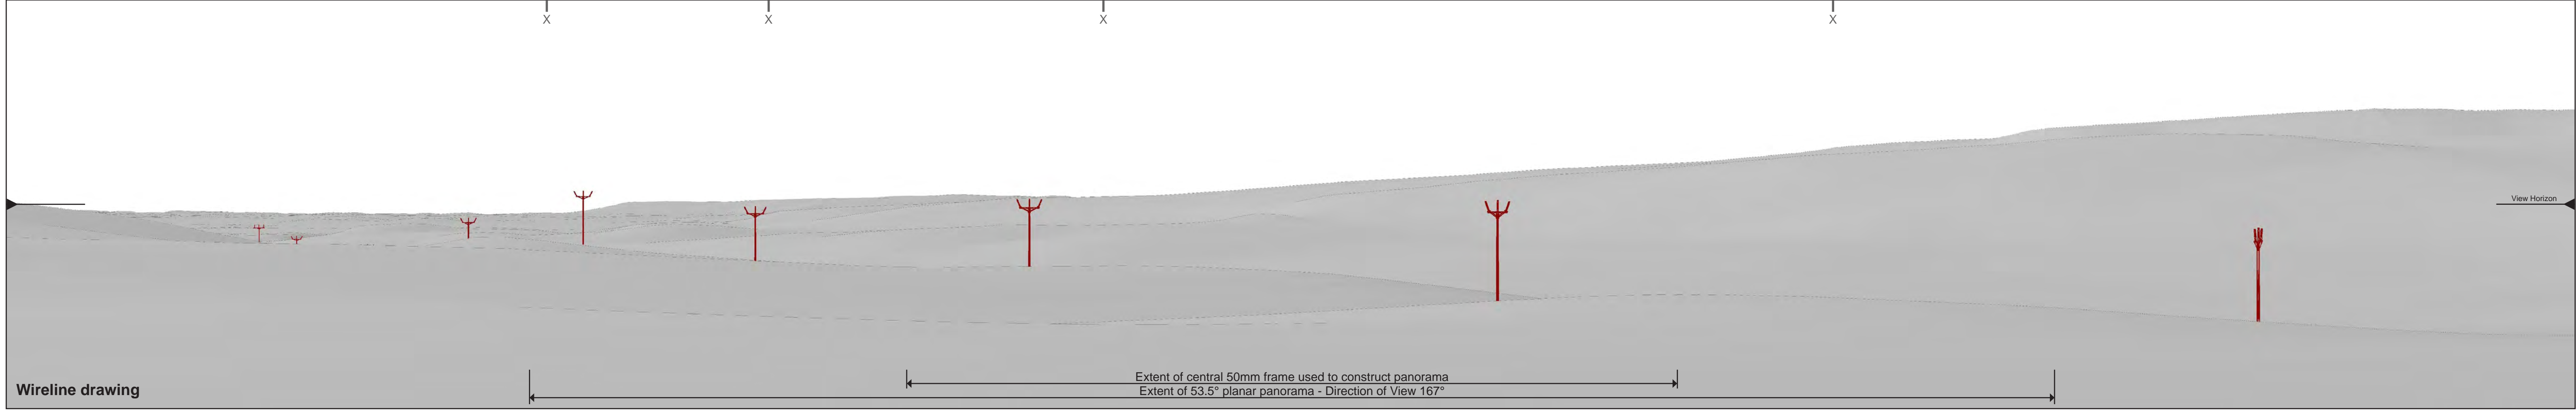 X X X X
View Horizon
Extent of central 50mm frame used to construct panorama
Wireline drawing
Extent of 53.5° planar panorama - Direction of View 167°